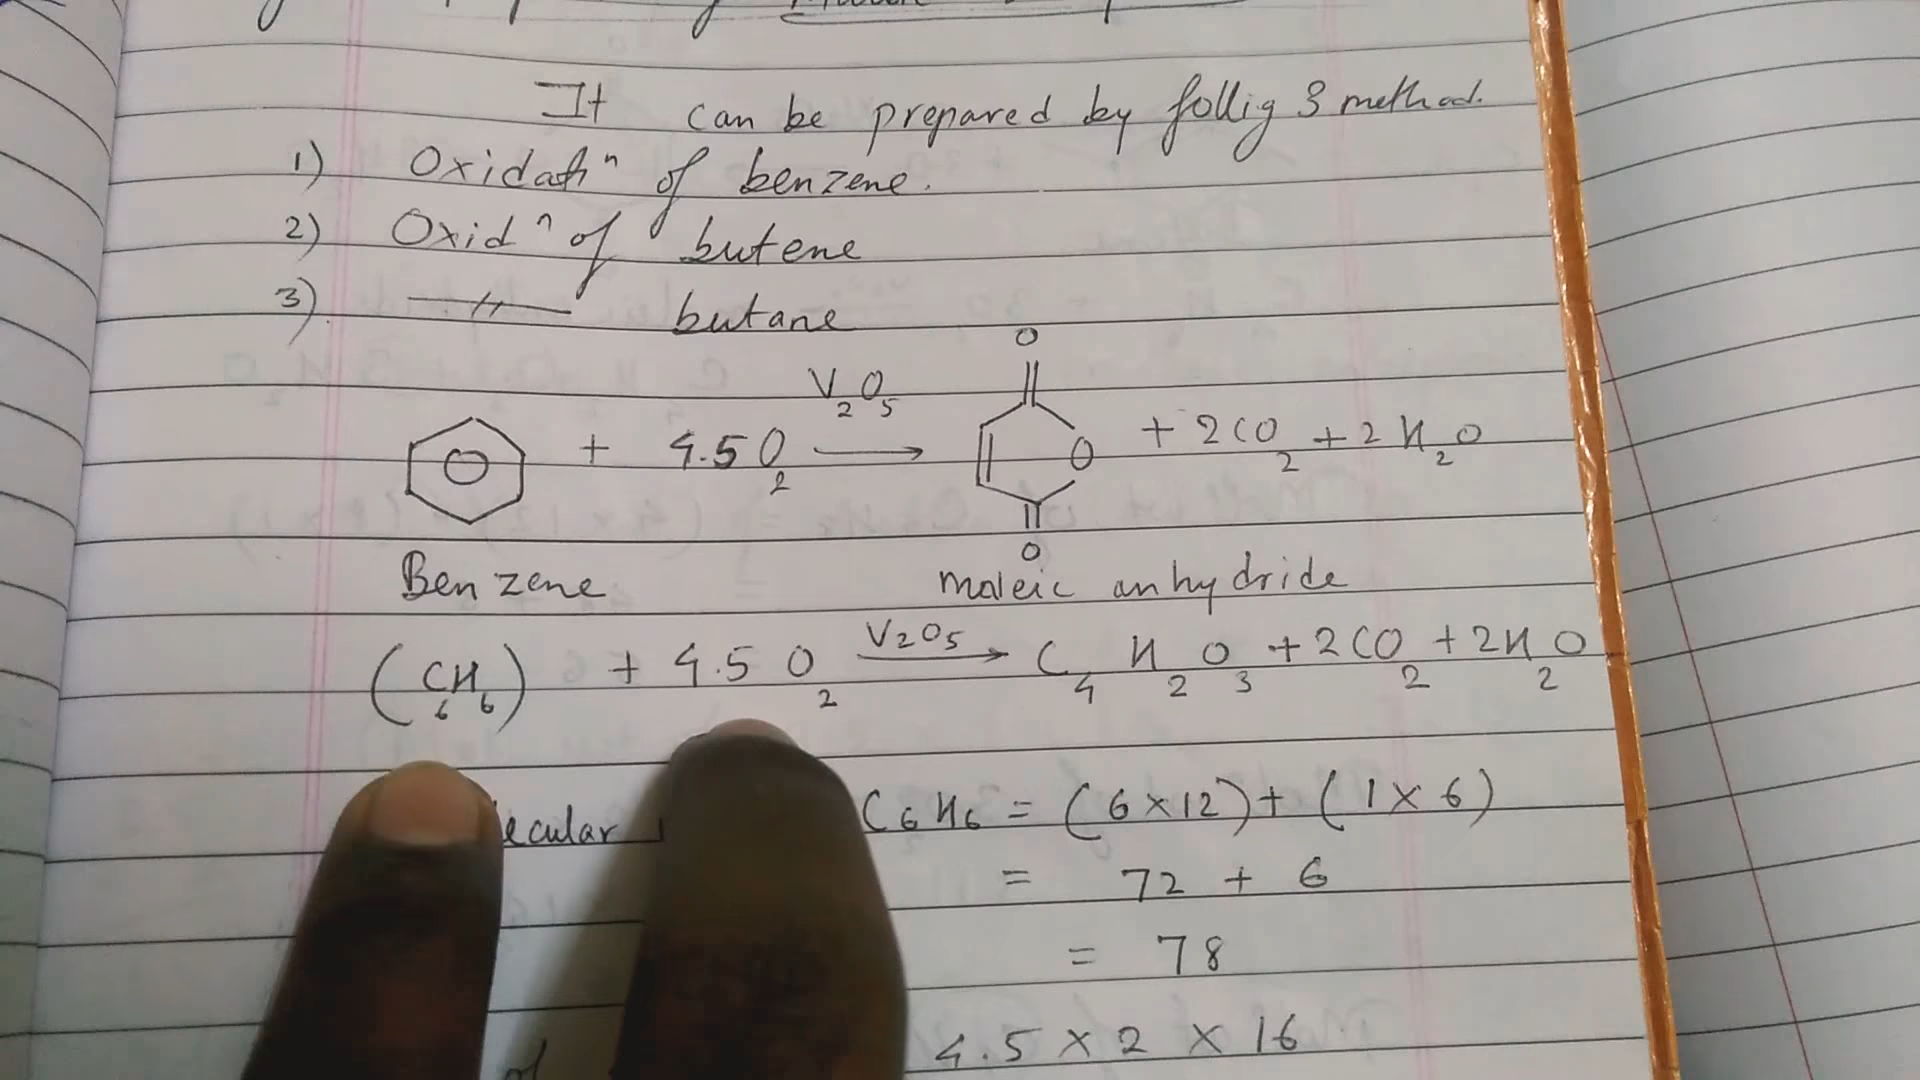 It can be prepared by follig 3 method.
1) Oxidatⁿ of benzene.
2) Oxidⁿ of butene
3) —〃— butane
O
V₂O₅
+ 4.5 O₂ ⟶ O + 2CO₂ + 2H₂O
O
Benzene maleic anhydride
(C₆H₆) + 4.5 O₂ V₂O₅⟶ C₄H₂O₃ + 2CO₂ + 2H₂O
ecular C₆H₆ = (6×12) + (1×6)
= 72 + 6
= 78
of 4.5 × 2 × 16